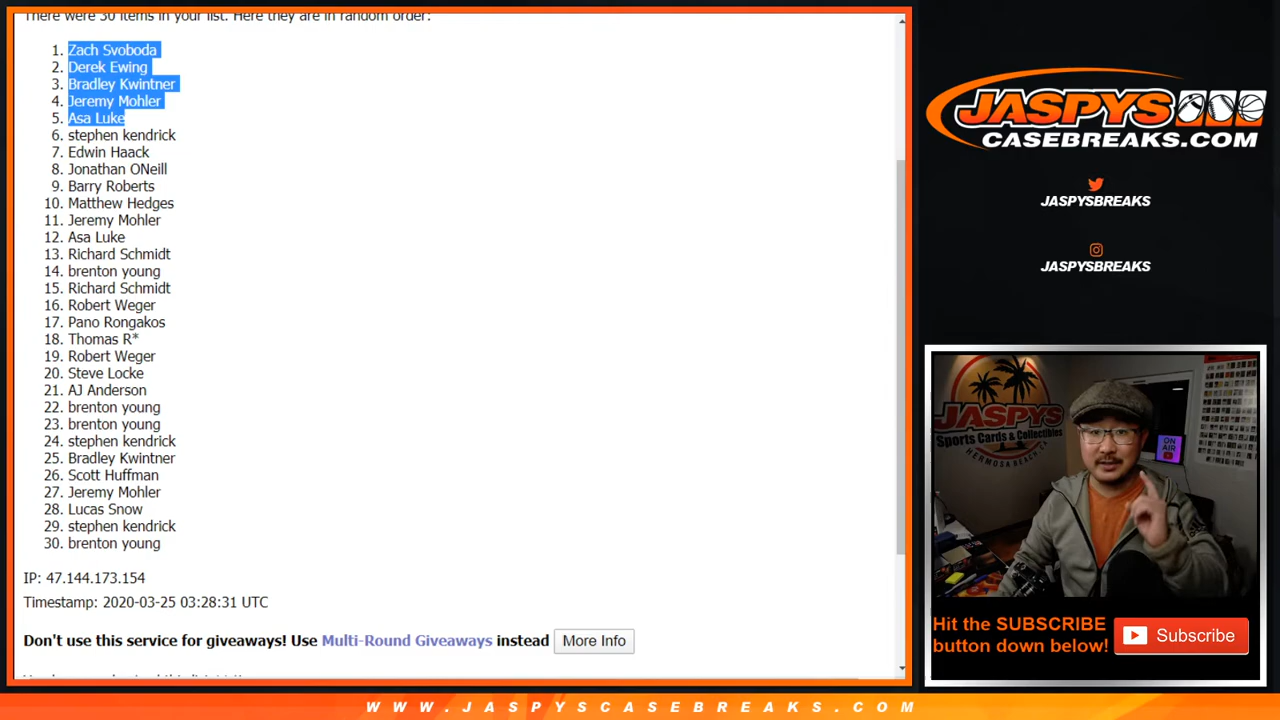 There were 30 items in your list. Here they are in random order:
1. Zach Svoboda
2. Derek Ewing
3. Bradley Kwintner
4. Jeremy Mohler
5. Asa Luke
6. stephen kendrick
7. Edwin Haack
8. Jonathan ONeill
9. Barry Roberts
10. Matthew Hedges
11. Jeremy Mohler
12. Asa Luke
13. Richard Schmidt
14. brenton young
15. Richard Schmidt
16. Robert Weger
17. Pano Rongakos
18. Thomas R*
19. Robert Weger
20. Steve Locke
21. AJ Anderson
22. brenton young
23. brenton young
24. stephen kendrick
25. Bradley Kwintner
26. Scott Huffman
27. Jeremy Mohler
28. Lucas Snow
29. stephen kendrick
30. brenton young
IP: 47.144.173.154
Timestamp: 2020-03-25 03:28:31 UTC
Don't use this service for giveaways! Use Multi-Round Giveaways instead More Info
JASPYS
CASEBREAKS.COM
JASPYSBREAKS
JASPYSBREAKS
JASPYS
Sports Cards & Collectibles
HERMOSA BEACH, CA
ON
AIR
Hit the SUBSCRIBE
button down below!
Subscribe
WWW.JASPYSCASEBREAKS.COM